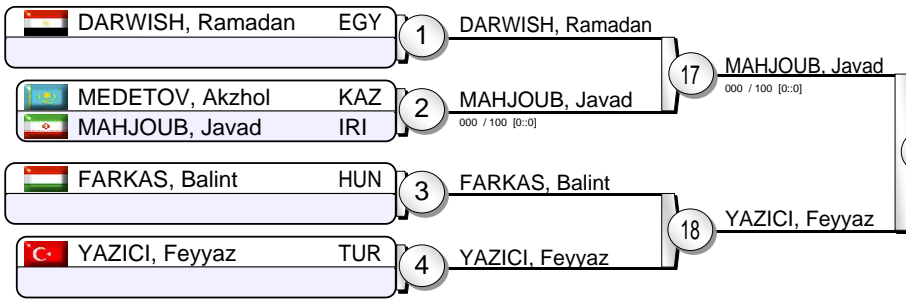 DARWISH, Ramadan EGY
1
DARWISH, Ramadan
MEDETOV, Akzhol KAZ
MAHJOUB, Javad IRI
2
MAHJOUB, Javad
000 / 100 [0::0]
17
MAHJOUB, Javad
000 / 100 [0::0]
FARKAS, Balint HUN
3
FARKAS, Balint
YAZICI, Feyyaz TUR
4
YAZICI, Feyyaz
18
YAZICI, Feyyaz